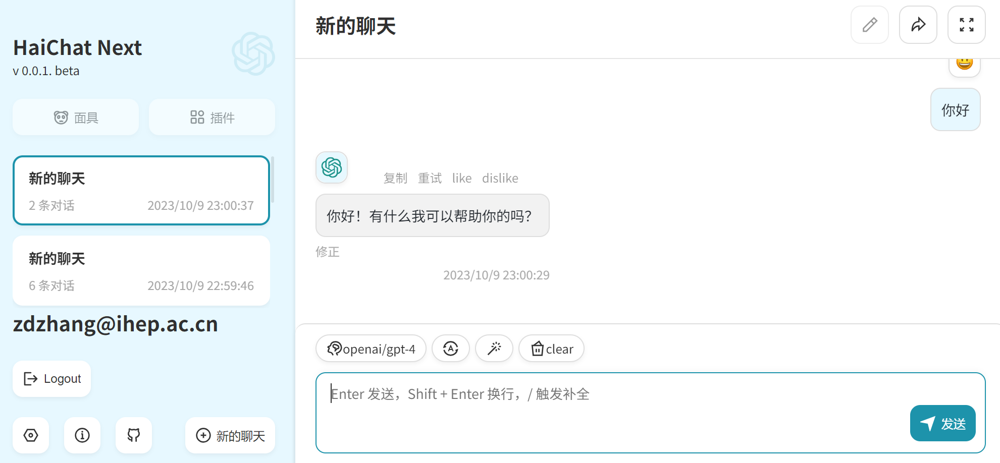 HaiChat Next
v 0.0.1. beta
面具
插件
新的聊天
2 条对话
2023/10/9 23:00:37
新的聊天
6 条对话
2023/10/9 22:59:46
zdzhang@ihep.ac.cn
Logout
新的聊天
新的聊天
你好
复制 重试 like dislike
你好！有什么我可以帮助你的吗？
修正
2023/10/9 23:00:29
openai/gpt-4
clear
Enter 发送，Shift + Enter 换行，/ 触发补全
发送